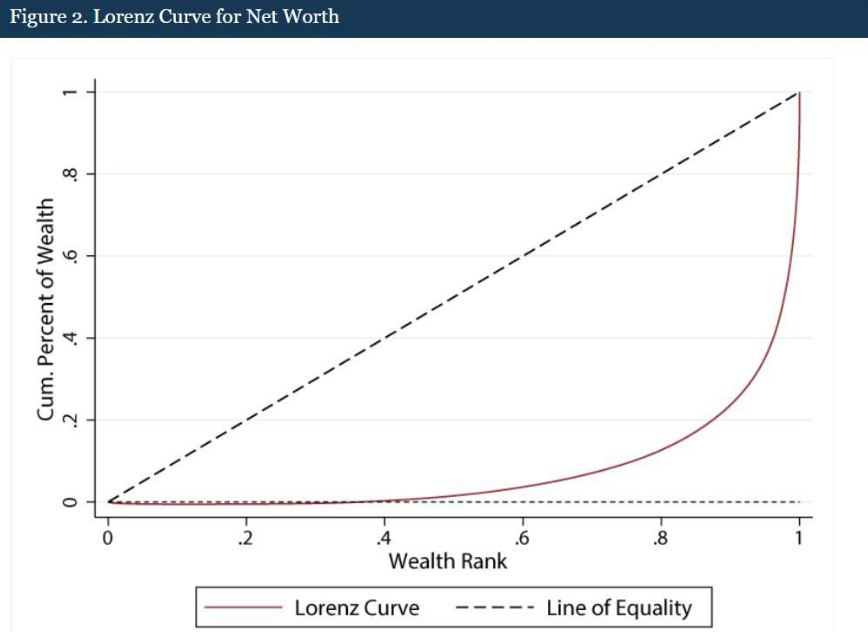 Figure 2. Lorenz Curve for Net Worth
Cum. Percent of Wealth
1
.8
.6
.4
.2
0
0 .2 .4 .6 .8 1
Wealth Rank
Lorenz Curve Line of Equality